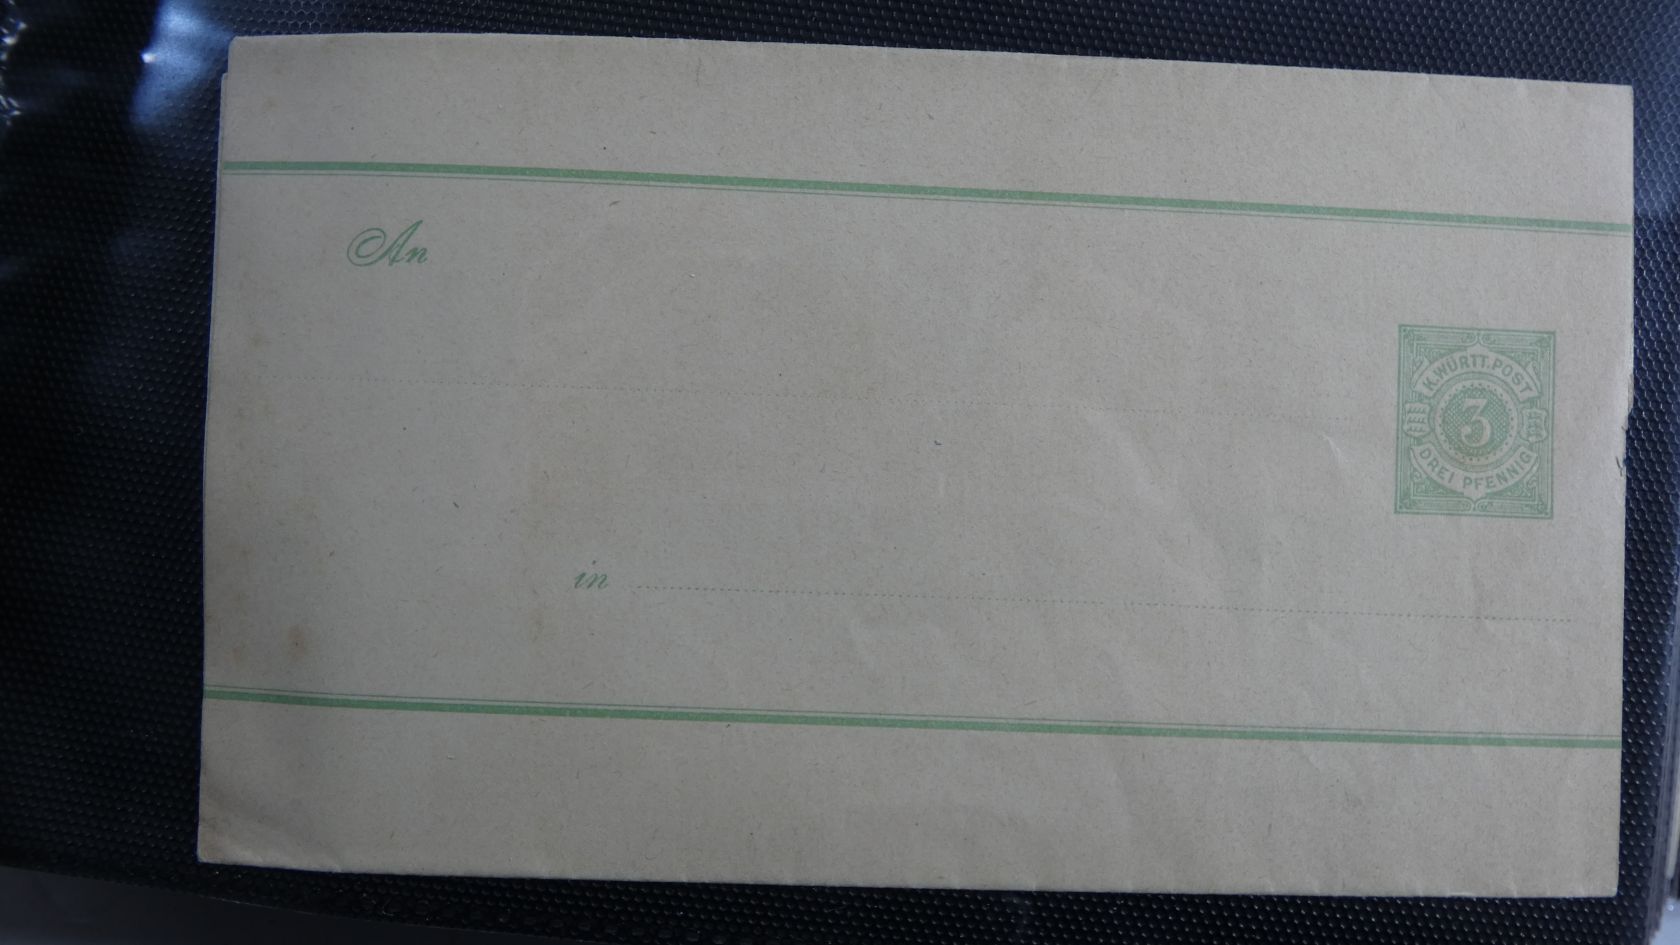 An
K. WÜRTT. POST
3
DREI PFENNIG
in